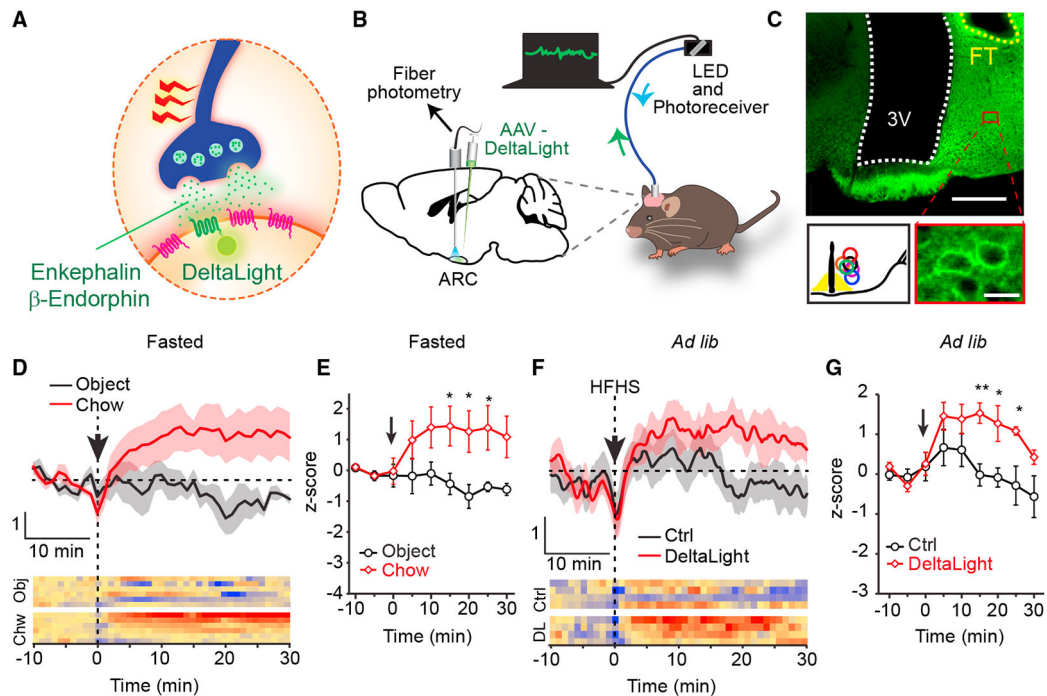 A
Enkephalin
β-Endorphin
DeltaLight
B
Fiber
photometry
AAV -
DeltaLight
ARC
LED
and
Photoreceiver
C
FT
3V
D
Fasted
Object
Chow
1
10 min
Obj
Chw
-10 0 10 20 30
Time (min)
E
Fasted
z-score
2
1
0
-1
-2
-3
-4
* * *
Object
Chow
-10 0 10 20 30
Time (min)
F
Ad lib
HFHS
1
10 min
Ctrl
DeltaLight
Ctrl
DL
-10 0 10 20 30
Time (min)
G
Ad lib
z-score
3
2
1
0
-1
-2
-3
** * *
Ctrl
DeltaLight
-10 0 10 20 30
Time (min)